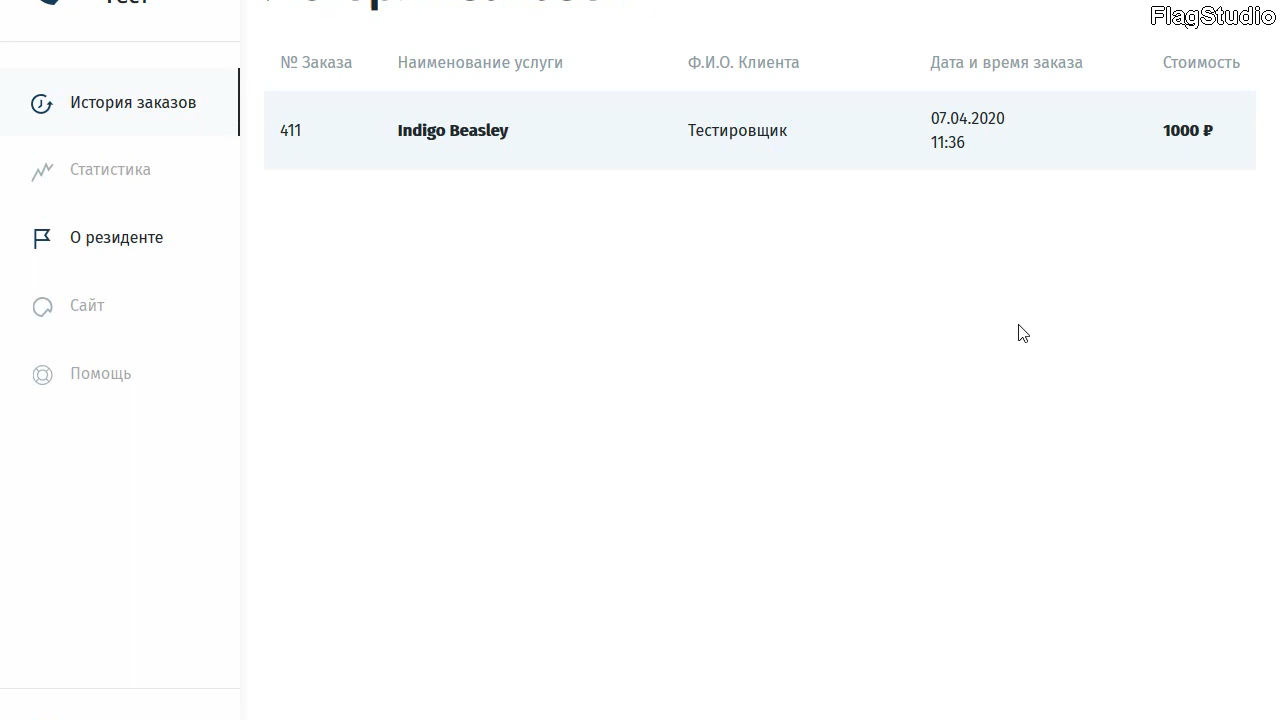 FlagStudio
№ Заказа Наименование услуги Ф.И.О. Клиента Дата и время заказа Стоимость
411 Indigo Beasley Тестировщик 07.04.2020 1000 ₽
11:36
История заказов
Статистика
О резиденте
Сайт
Помощь